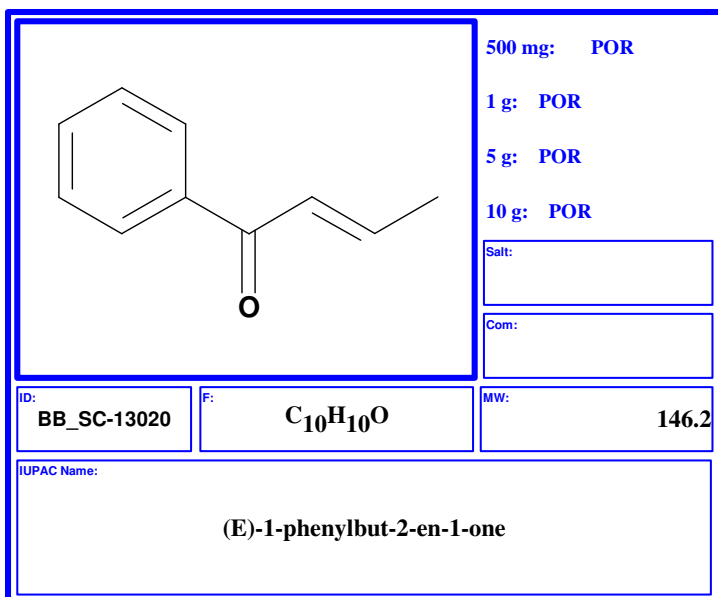 500 mg: POR
1 g: POR
5 g: POR
10 g: POR
O
Salt:
Com:
ID:
BB_SC-13020
F:
C10H10O
MW:
146.2
IUPAC Name:
(E)-1-phenylbut-2-en-1-one